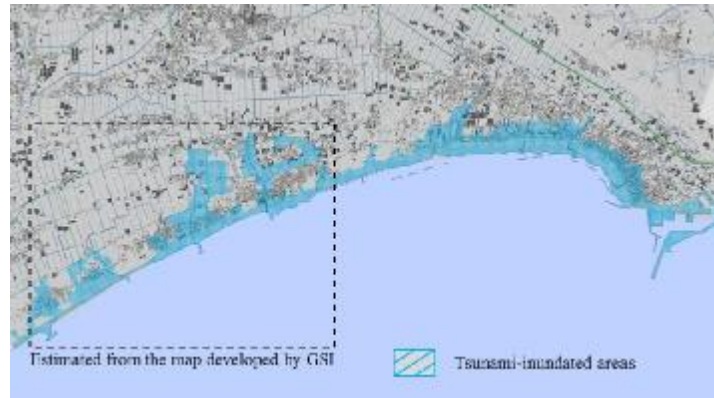 Estimated from the map developed by GSI
Tsunami-inundated areas